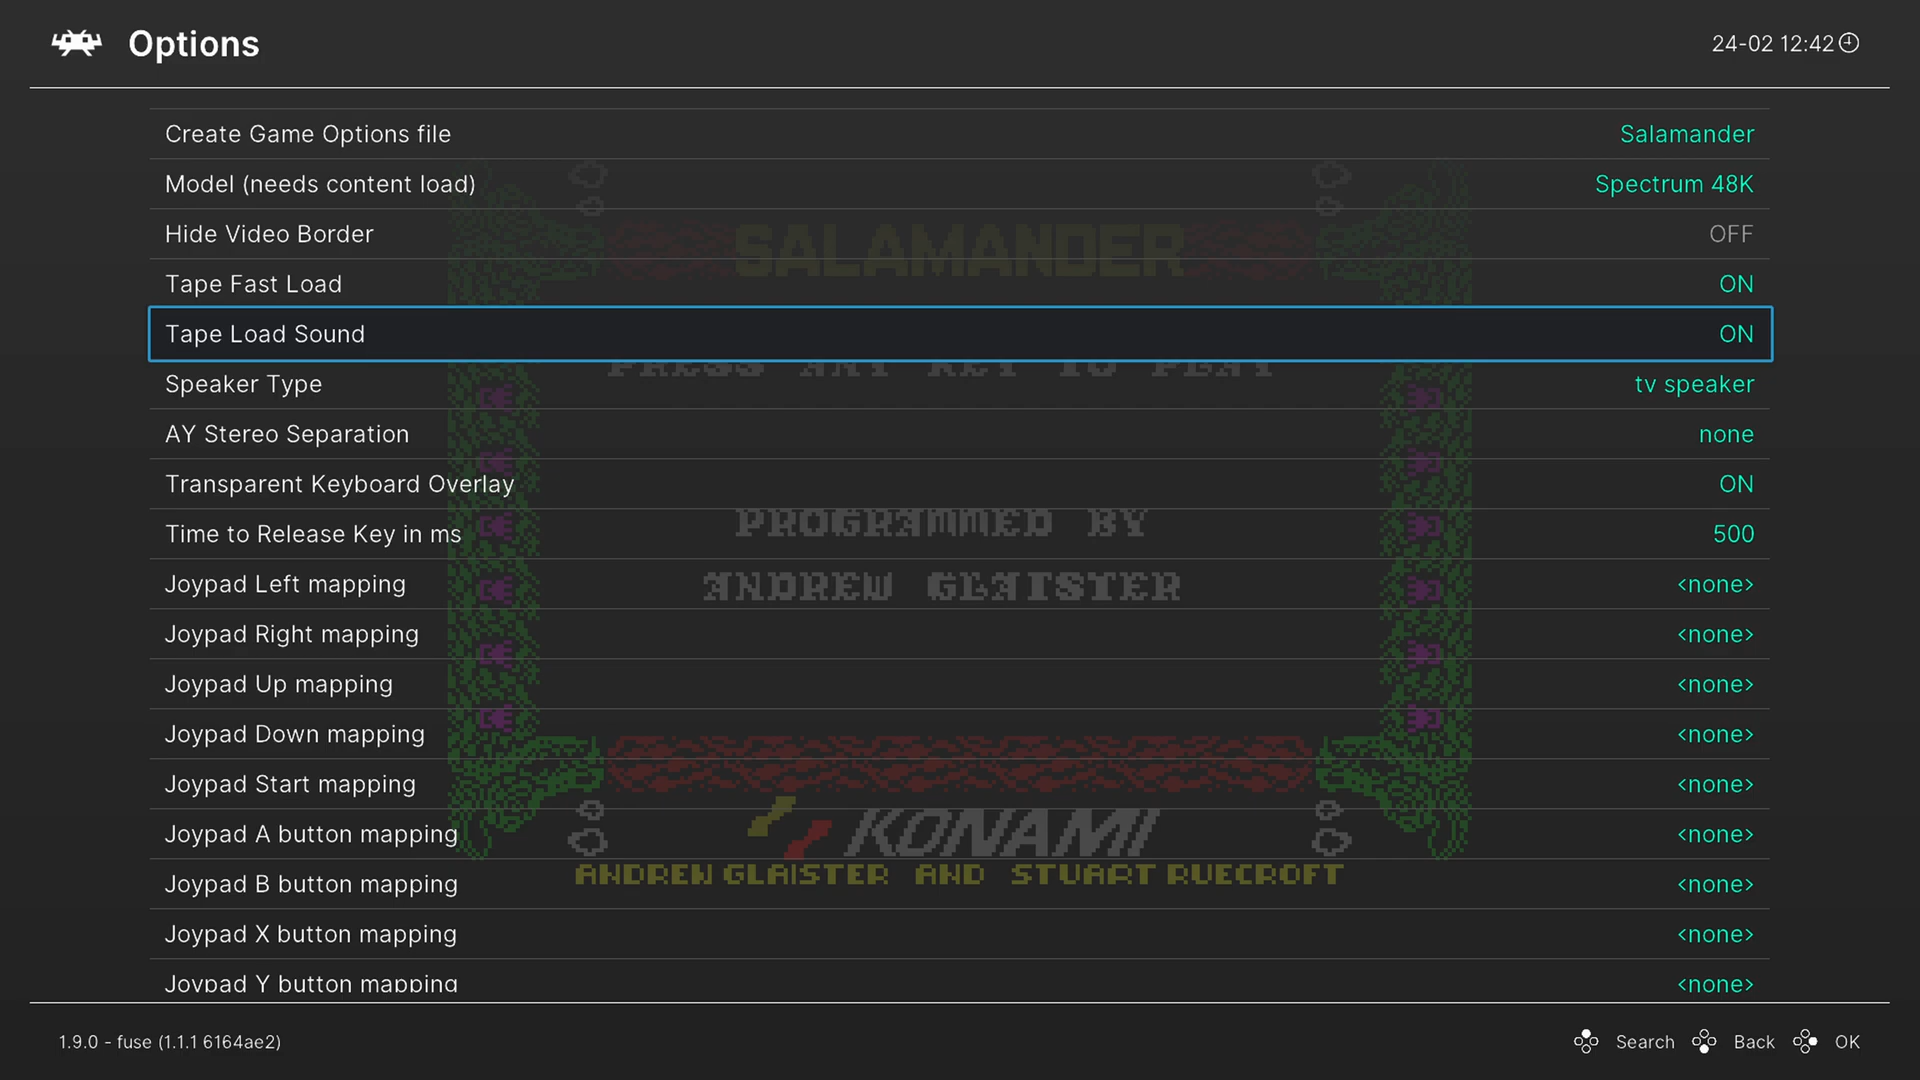 Options
24-02 12:42
Create Game Options file Salamander
Model (needs content load) Spectrum 48K
Hide Video Border OFF
SALAMANDER
Tape Fast Load ON
Tape Load Sound ON
PRESS ANY KEY TO PLAY
Speaker Type tv speaker
AY Stereo Separation none
Transparent Keyboard Overlay ON
PROGRAMMED BY
Time to Release Key in ms 500
Joypad Left mapping <none>
ANDREW GLAISTER
Joypad Right mapping <none>
Joypad Up mapping <none>
Joypad Down mapping <none>
Joypad Start mapping <none>
Joypad A button mapping <none>
KONAMI
ANDREW GLAISTER AND STUART RUECROFT
Joypad B button mapping <none>
Joypad X button mapping <none>
Joypad Y button mapping <none>
1.9.0 - fuse (1.1.1 6164ae2)
Search Back OK